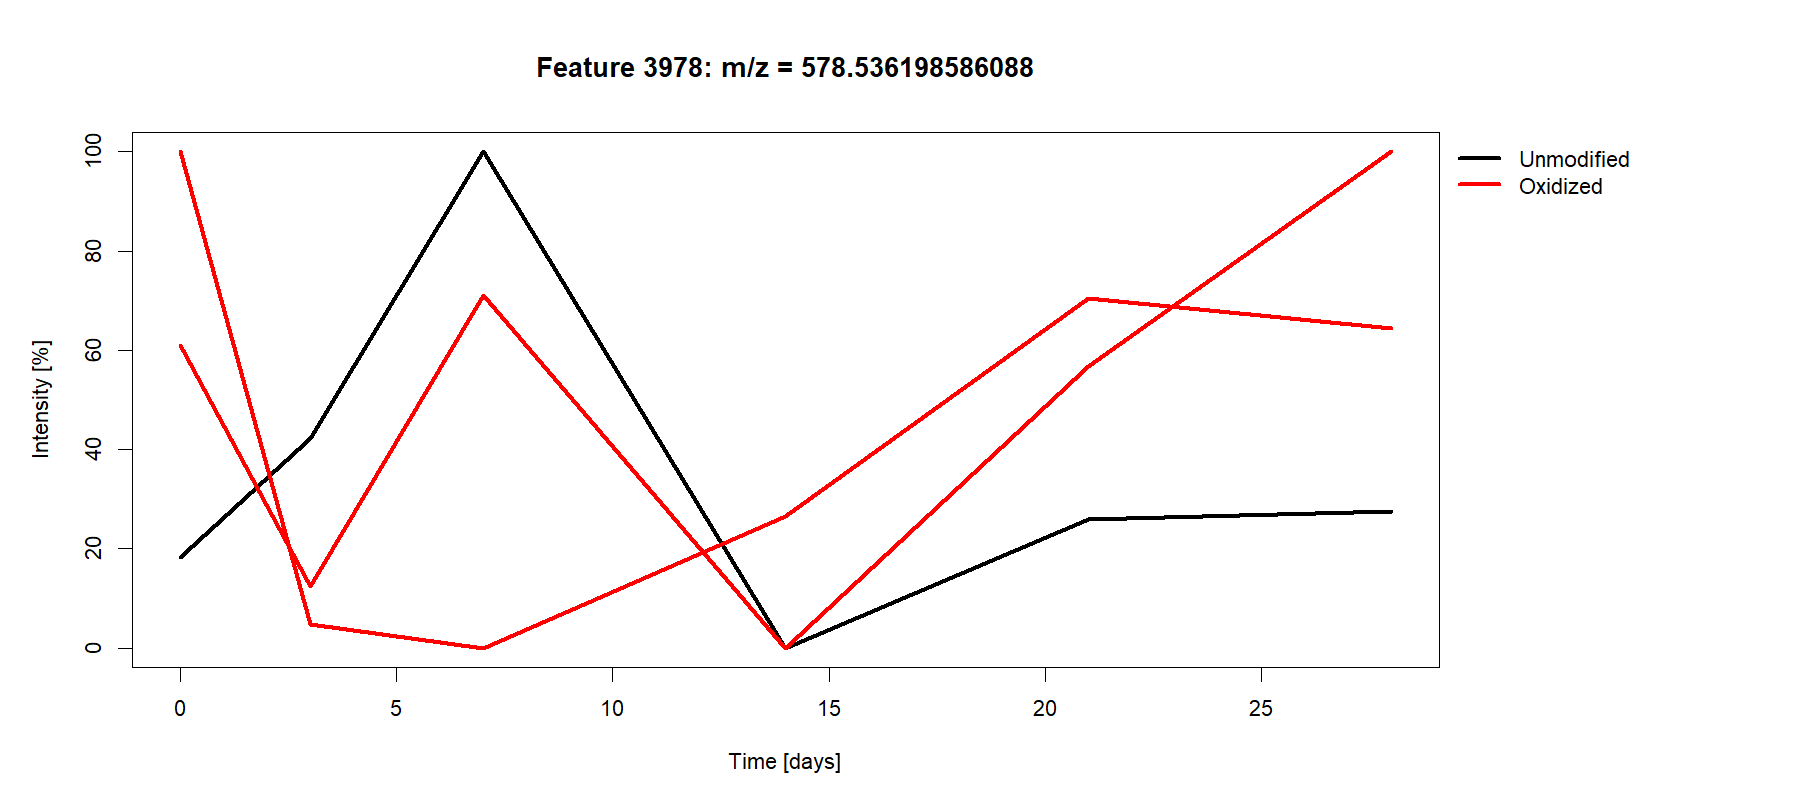 Feature 3978: m/z = 578.536198586088
Unmodified
Oxidized
Intensity [%]
100
80
60
40
20
0
0 5 10 15 20 25
Time [days]